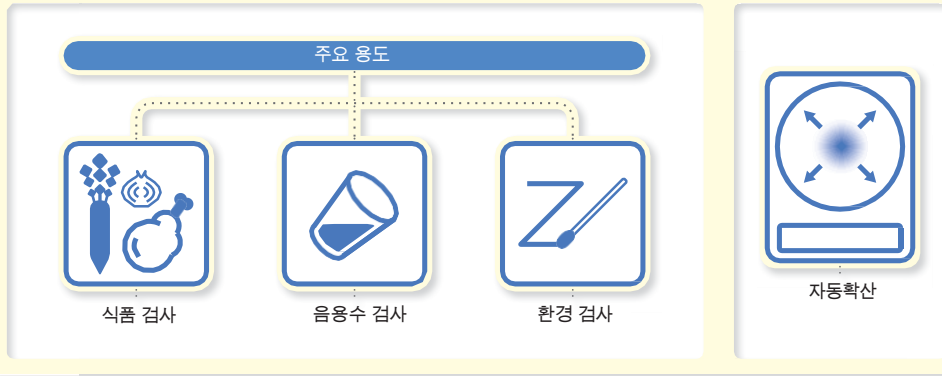 주요 용도
식품 검사
음용수 검사
환경 검사
자동확산